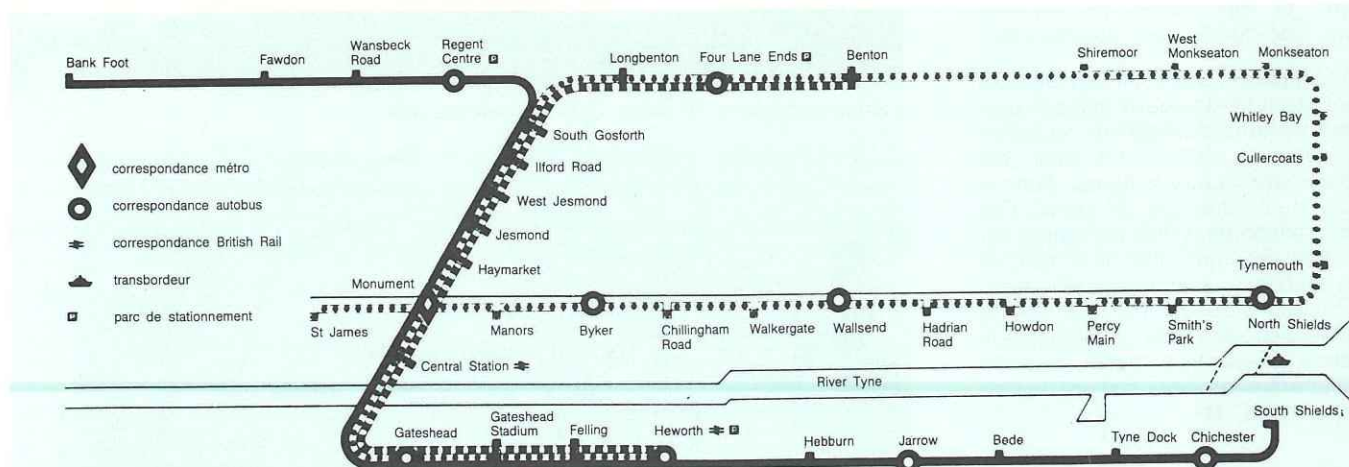 Bank Foot
Fawdon
Wansbeck
Road
Regent
Centre P
Longbenton
Four Lane Ends P
Benton
Shiremoor
West
Monkseaton
Monkseaton
South Gosforth
Whitley Bay
correspondance métro
Ilford Road
Cullercoats
correspondance autobus
West Jesmond
correspondance British Rail
Jesmond
transbordeur
Haymarket
Tynemouth
Monument
P parc de stationnement
St James
Manors
Byker
Chillingham
Road
Walkergate
Wallsend
Hadrian
Road
Howdon
Percy
Main
Smith's
Park
North Shields
Central Station
River Tyne
South Shields
Gateshead
Gateshead
Stadium
Felling
Heworth P
Hebburn
Jarrow
Bede
Tyne Dock
Chichester